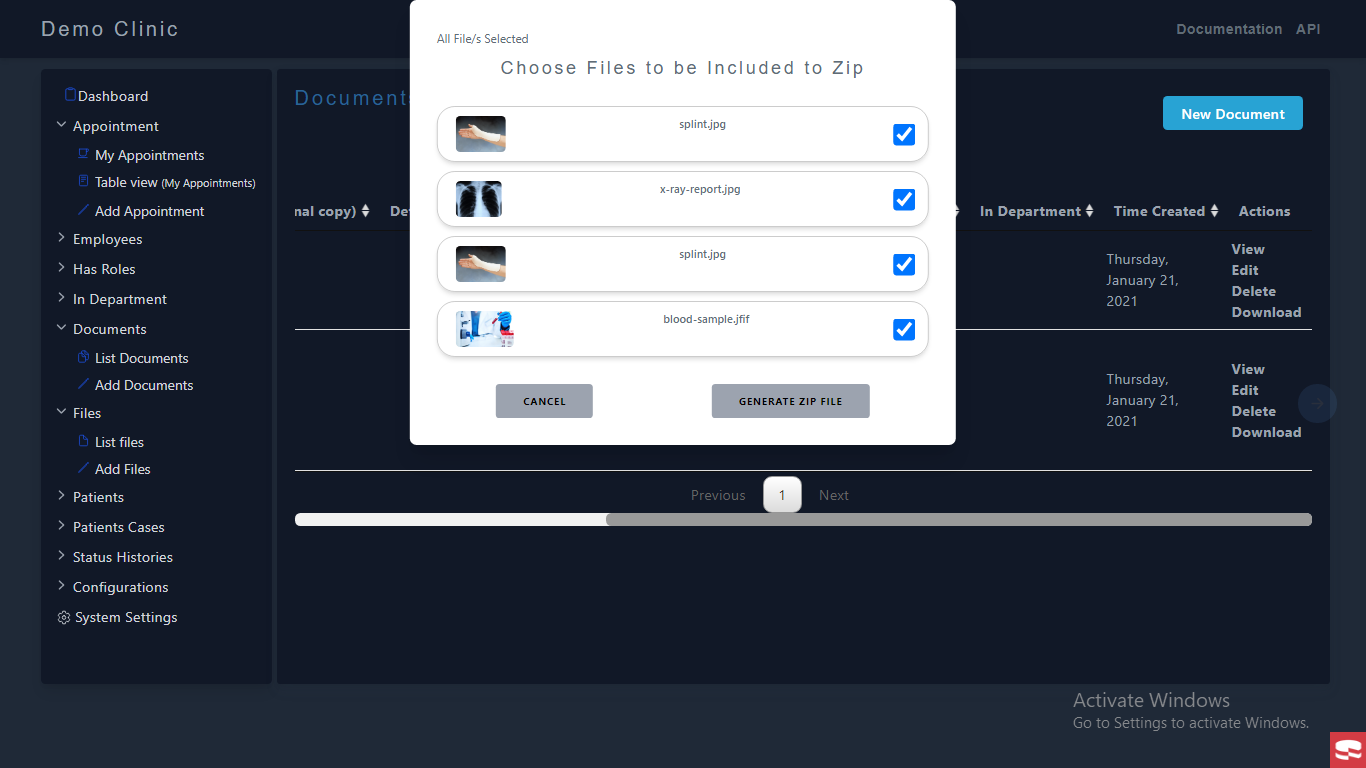 Demo Clinic
Documentation
API
Dashboard
Appointment
My Appointments
Table view (My Appointments)
Add Appointment
Employees
Has Roles
In Department
Documents
List Documents
Add Documents
Files
List files
Add Files
Patients
Patients Cases
Status Histories
Configurations
System Settings
Documents
New Document
nal copy)
In Department
Time Created
Actions
Thursday,
January 21,
2021
View
Edit
Delete
Download
Thursday,
January 21,
2021
View
Edit
Delete
Download
Previous
1
Next
All File/s Selected
Choose Files to be Included to Zip
splint.jpg
x-ray-report.jpg
splint.jpg
blood-sample.jfif
CANCEL
GENERATE ZIP FILE
Activate Windows
Go to Settings to activate Windows.